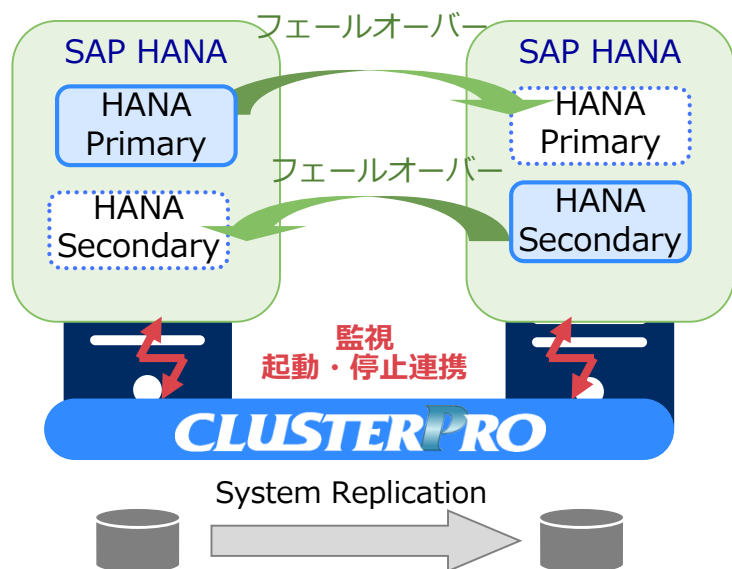 フェールオーバー
SAP HANA
SAP HANA
HANA
Primary
HANA
Primary
フェールオーバー
HANA
Secondary
HANA
Secondary
監視
起動・停止連携
CLUSTERPRO
System Replication